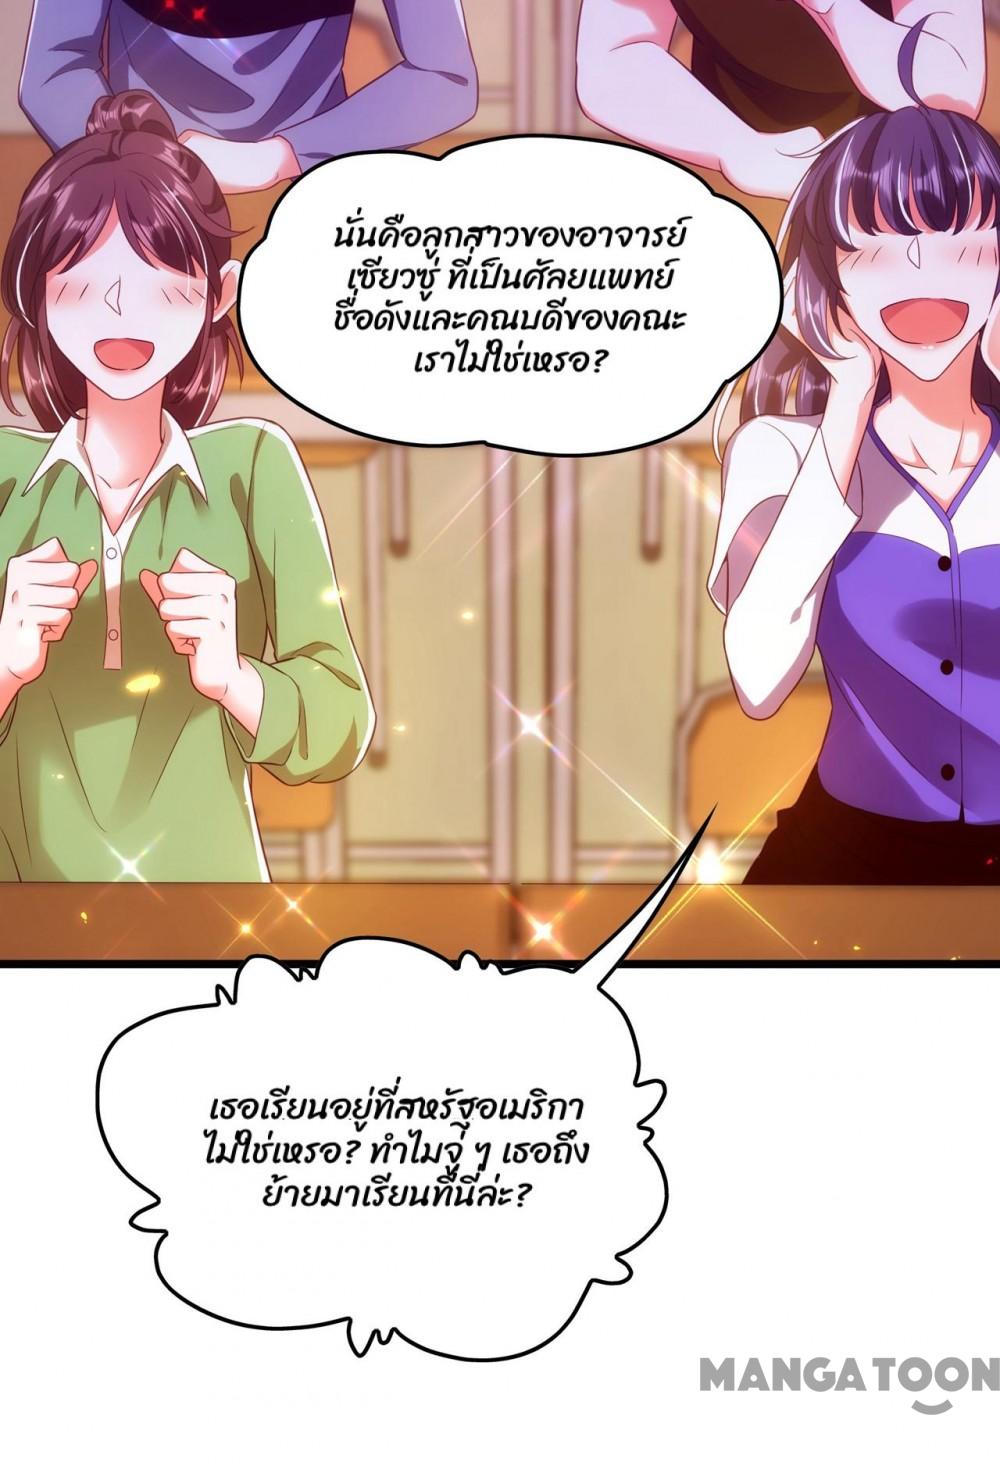 นั่นคือลูกสาวของอาจารย์
เซียวซู่ ที่เป็นศัลยแพทย์
ชื่อดังและคณบดีของคณะ
เราไม่ใช่เหรอ?
เธอเรียนอยู่ที่สหรัฐอเมริกา
ไม่ใช่เหรอ? ทำไมจู่ ๆ เธอถึง
ย้ายมาเรียนที่นี่ล่ะ?
MANGATOON